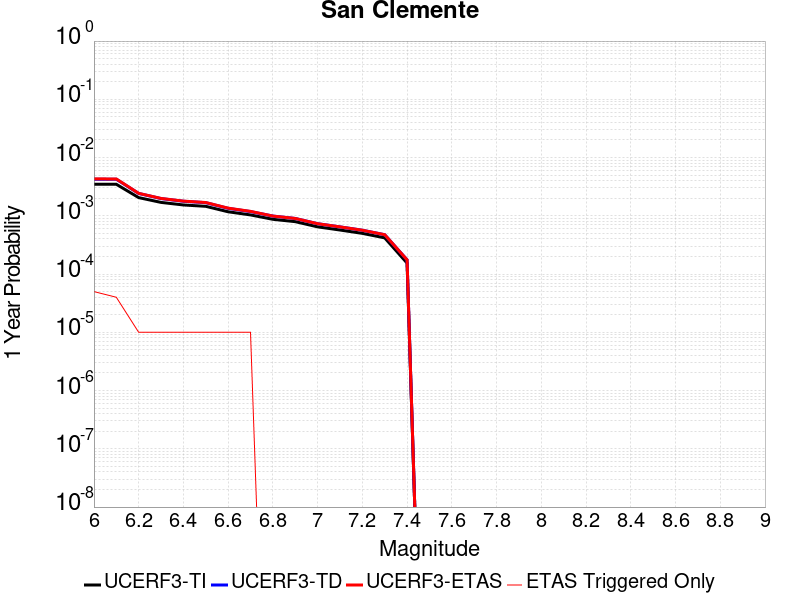 San Clemente
10^0
10^-1
10^-2
10^-3
10^-4
10^-5
10^-6
10^-7
10^-8
1 Year Probability
6 6.2 6.4 6.6 6.8 7 7.2 7.4 7.6 7.8 8 8.2 8.4 8.6 8.8 9
Magnitude
UCERF3-TI UCERF3-TD UCERF3-ETAS ETAS Triggered Only